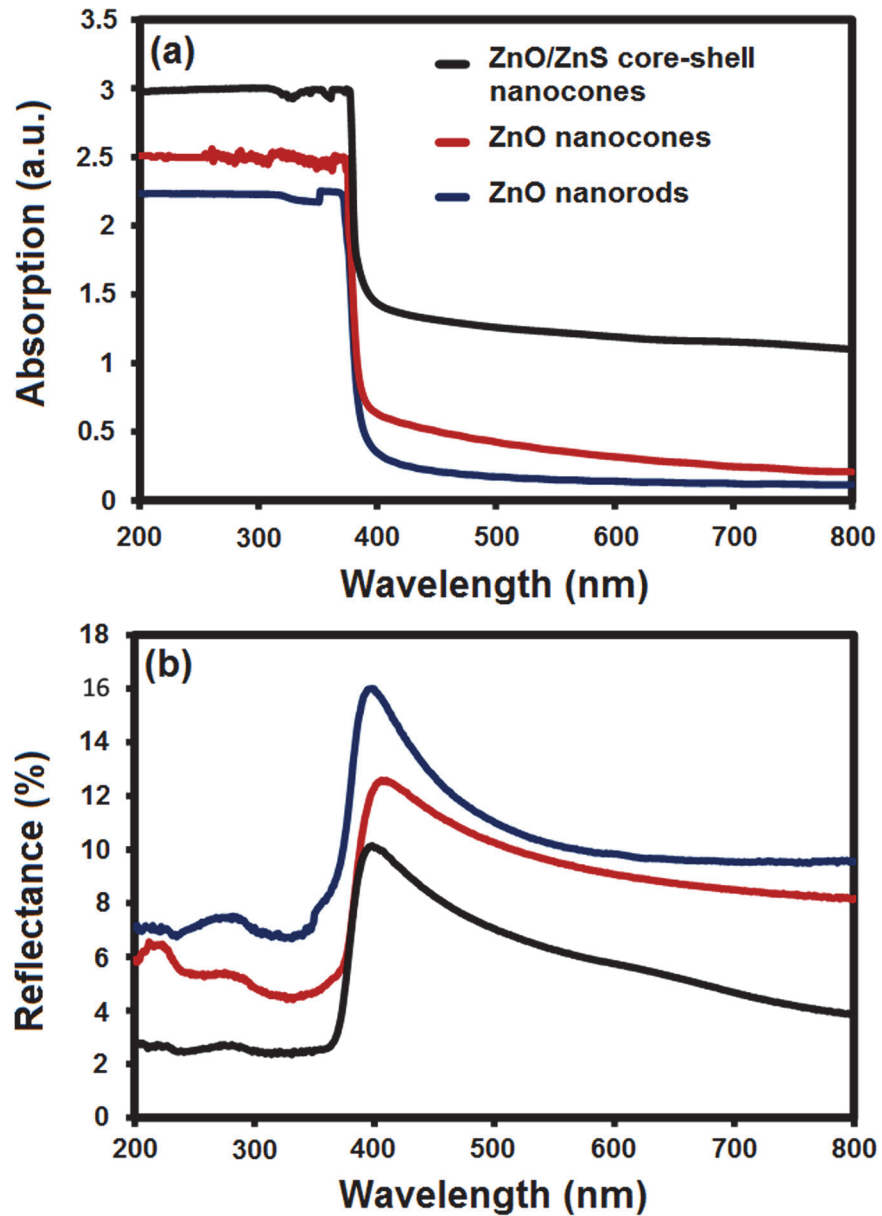 (a)
ZnO/ZnS core-shell
nanocones
ZnO nanocones
ZnO nanorods
Absorption (a.u.)
3.5
3
2.5
2
1.5
1
0.5
0
200 300 400 500 600 700 800
Wavelength (nm)
(b)
Reflectance (%)
18
16
14
12
10
8
6
4
2
0
200 300 400 500 600 700 800
Wavelength (nm)